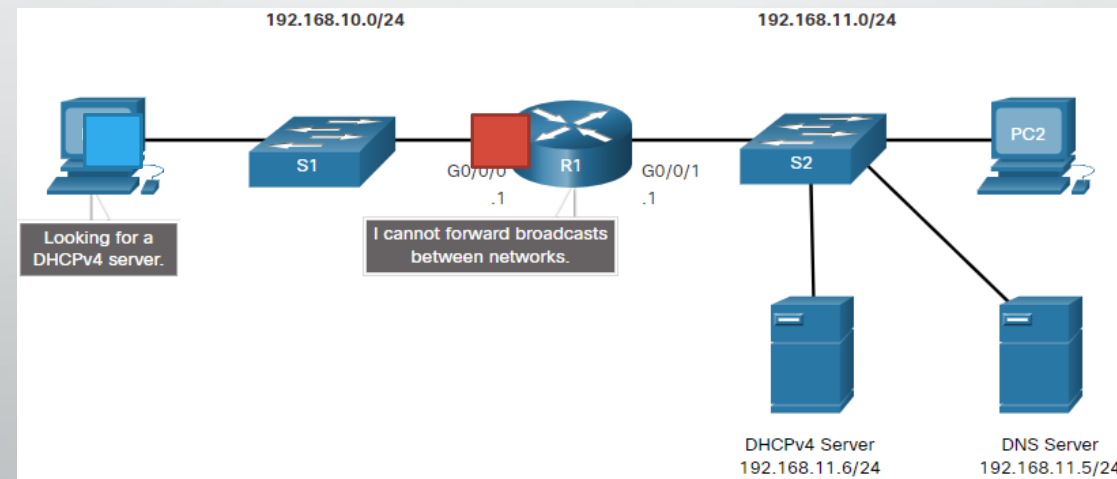 192.168.10.0/24
192.168.11.0/24
S1
G0/0/0
.1
R1
G0/0/1
.1
S2
PC2
Looking for a
DHCPv4 server.
I cannot forward broadcasts
between networks.
DHCPv4 Server
192.168.11.6/24
DNS Server
192.168.11.5/24